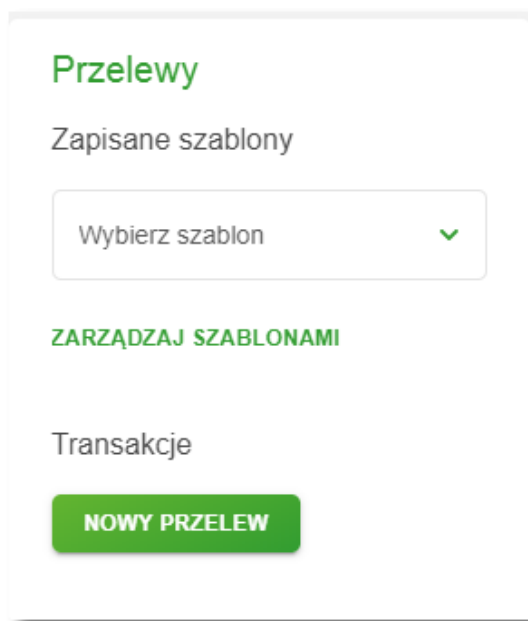 Przelewy
Zapisane szablony
Wybierz szablon
ZARZĄDZAJ SZABLONAMI
Transakcje
NOWY PRZELEW